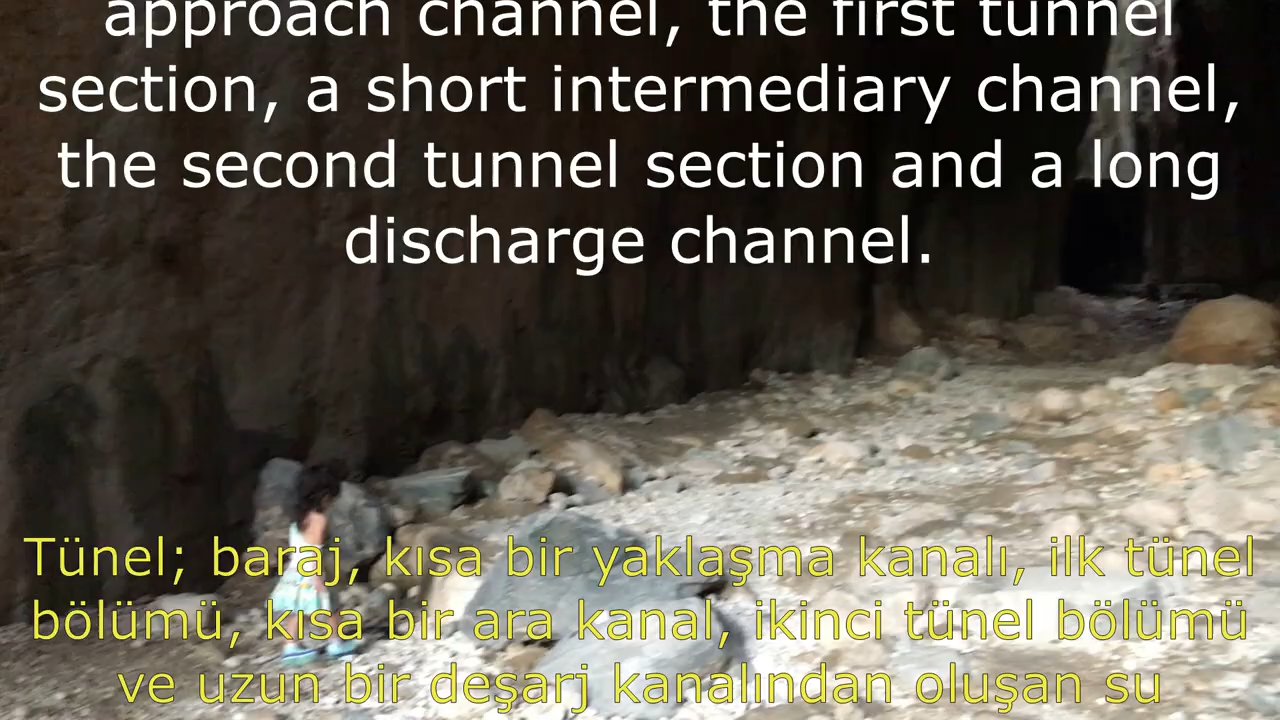 approach channel, the first tunnel
section, a short intermediary channel,
the second tunnel section and a long
discharge channel.
Tünel; baraj, kısa bir yaklaşma kanalı, ilk tünel
bölümü, kısa bir ara kanal, ikinci tünel bölümü
ve uzun bir deşarj kanalından oluşan su